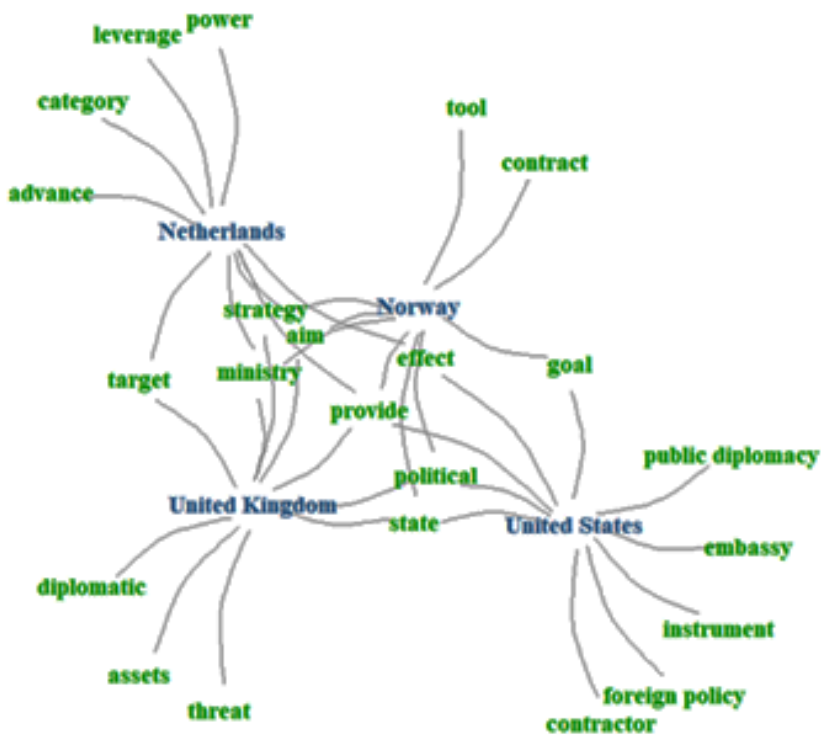 power
leverage
category
tool
contract
advance
Netherlands
strategy
Norway
aim
effect
goal
ministry
target
provide
public diplomacy
political
United Kingdom
state
United States
embassy
diplomatic
instrument
assets
foreign policy
threat
contractor